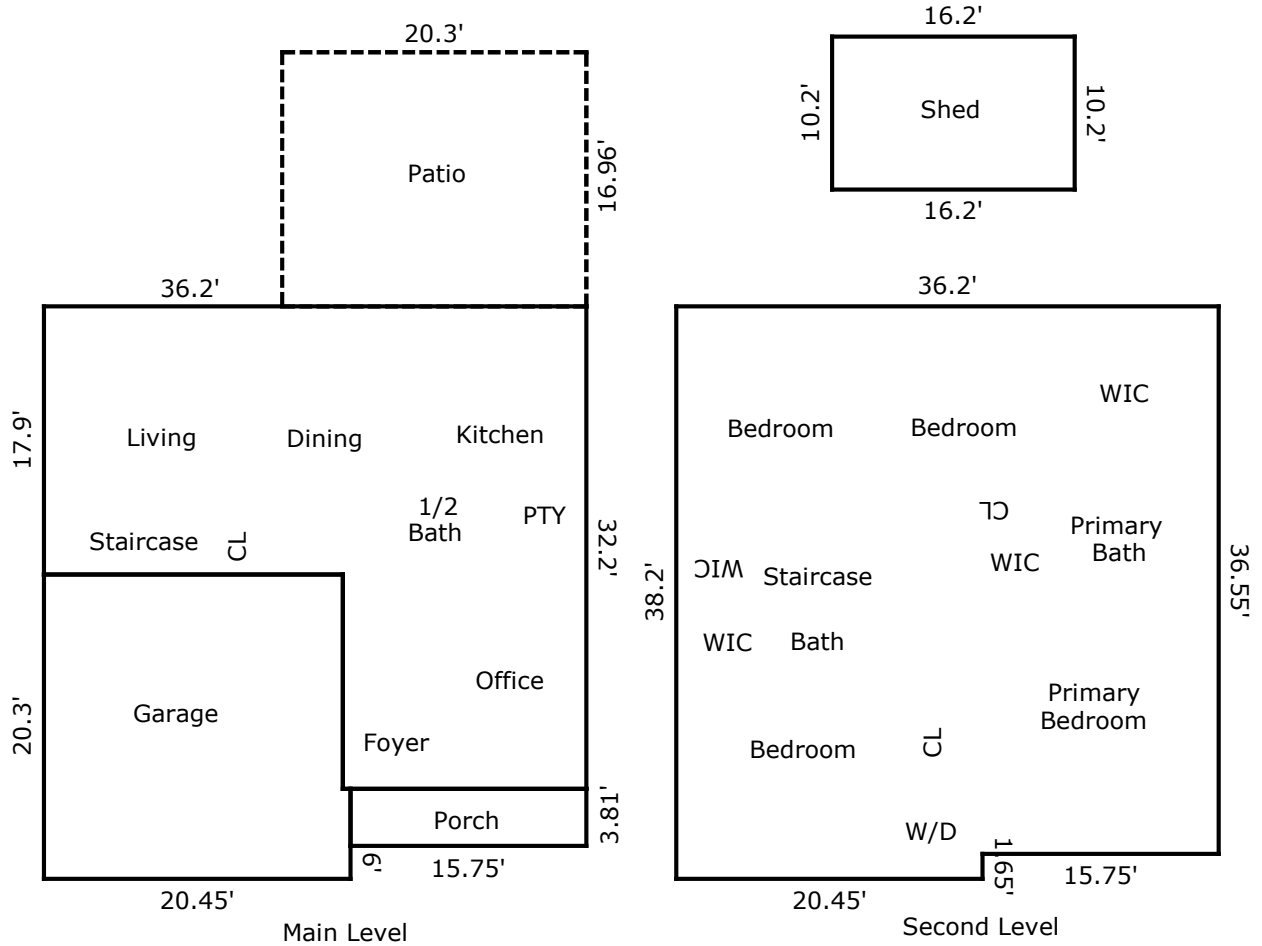 20.3'
Patio
16.96'
36.2'
17.9'
Living
Dining
Kitchen
1/2
Bath
PTY
Staircase
CL
32.2'
20.3'
Garage
Office
Foyer
Porch
3.81'
6'
15.75'
20.45'
Main Level
16.2'
10.2'
Shed
10.2'
16.2'
36.2'
WIC
Bedroom
Bedroom
CL
Primary
Bath
WIC
WIC
Staircase
38.2'
36.55'
WIC
Bath
Primary
Bedroom
Bedroom
CL
W/D
1.65'
15.75'
20.45'
Second Level